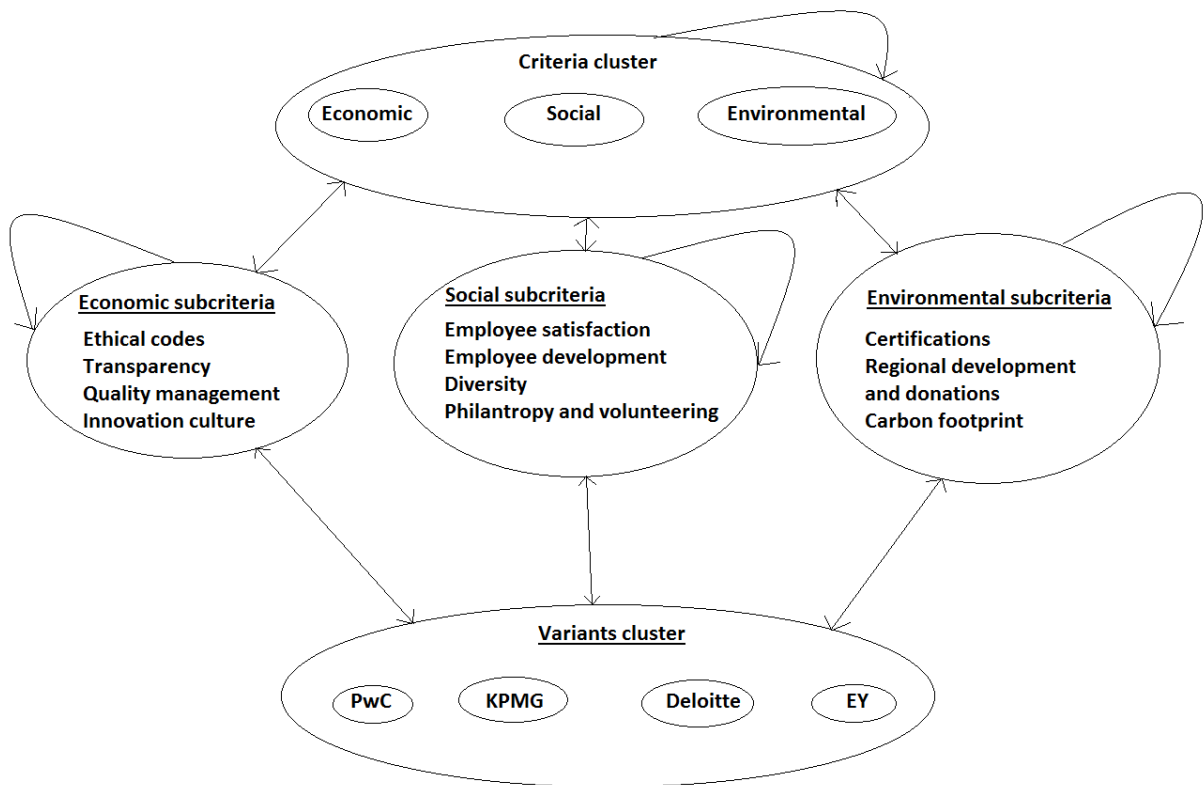 Criteria cluster
Economic
Social
Environmental
Economic subcriteria
Ethical codes
Transparency
Quality management
Innovation culture
Social subcriteria
Employee satisfaction
Employee development
Diversity
Philantropy and volunteering
Environmental subcriteria
Certifications
Regional development
and donations
Carbon footprint
Variants cluster
PwC
KPMG
Deloitte
EY